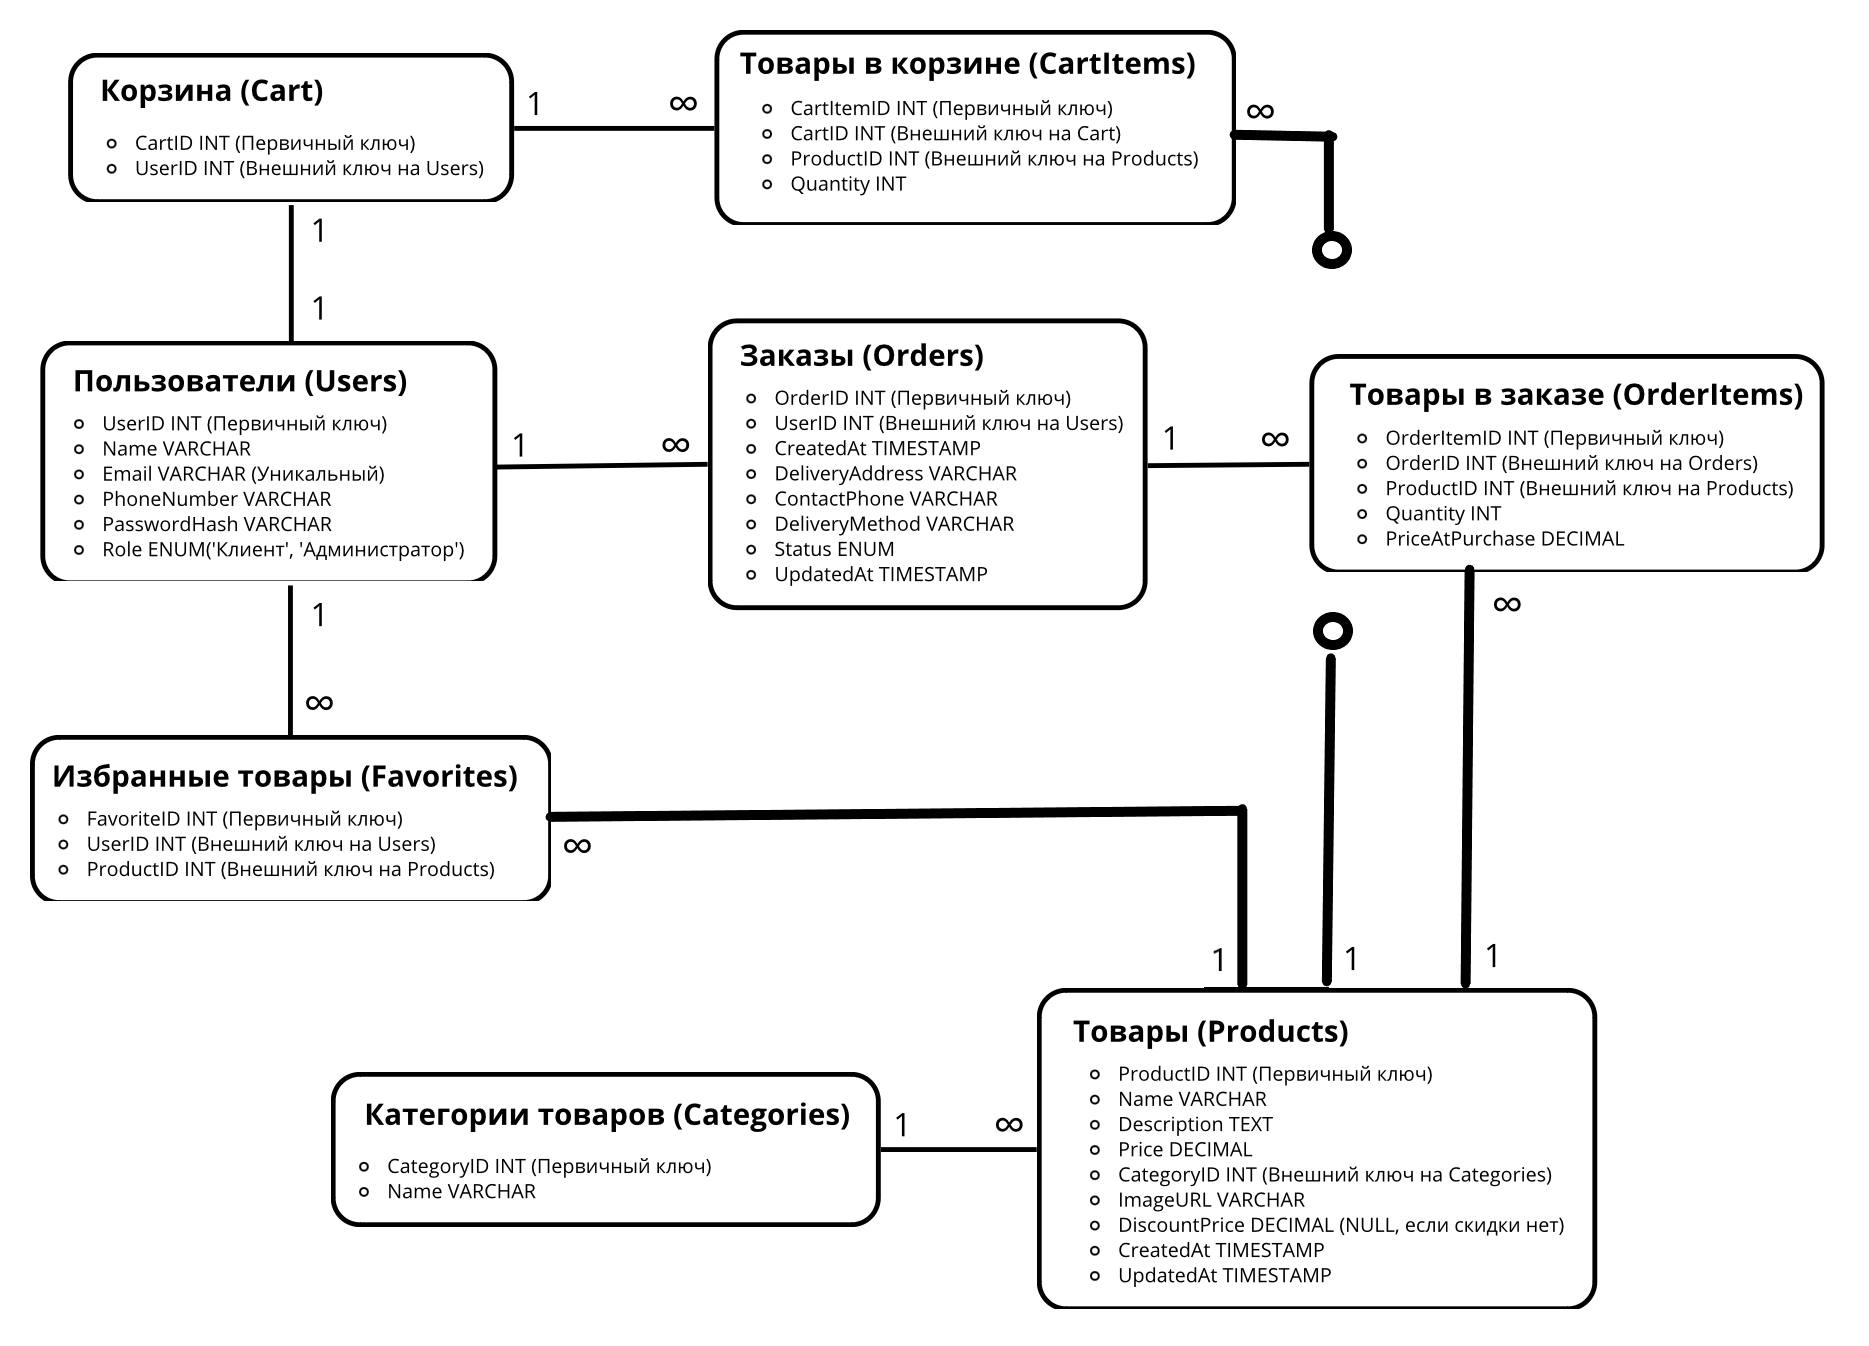 Корзина (Cart)
CartID INT (Первичный ключ)
UserID INT (Внешний ключ на Users)
1
∞
Товары в корзине (CartItems)
CartItemID INT (Первичный ключ)
CartID INT (Внешний ключ на Cart)
ProductID INT (Внешний ключ на Products)
Quantity INT
∞
1
1
Пользователи (Users)
UserID INT (Первичный ключ)
Name VARCHAR
Email VARCHAR (Уникальный)
PhoneNumber VARCHAR
PasswordHash VARCHAR
Role ENUM('Клиент', 'Администратор')
1
∞
Заказы (Orders)
OrderID INT (Первичный ключ)
UserID INT (Внешний ключ на Users)
CreatedAt TIMESTAMP
DeliveryAddress VARCHAR
ContactPhone VARCHAR
DeliveryMethod VARCHAR
Status ENUM
UpdatedAt TIMESTAMP
1
∞
Товары в заказе (OrderItems)
OrderItemID INT (Первичный ключ)
OrderID INT (Внешний ключ на Orders)
ProductID INT (Внешний ключ на Products)
Quantity INT
PriceAtPurchase DECIMAL
∞
1
∞
Избранные товары (Favorites)
FavoriteID INT (Первичный ключ)
UserID INT (Внешний ключ на Users)
ProductID INT (Внешний ключ на Products)
∞
1
1
1
Категории товаров (Categories)
CategoryID INT (Первичный ключ)
Name VARCHAR
1
∞
Товары (Products)
ProductID INT (Первичный ключ)
Name VARCHAR
Description TEXT
Price DECIMAL
CategoryID INT (Внешний ключ на Categories)
ImageURL VARCHAR
DiscountPrice DECIMAL (NULL, если скидки нет)
CreatedAt TIMESTAMP
UpdatedAt TIMESTAMP